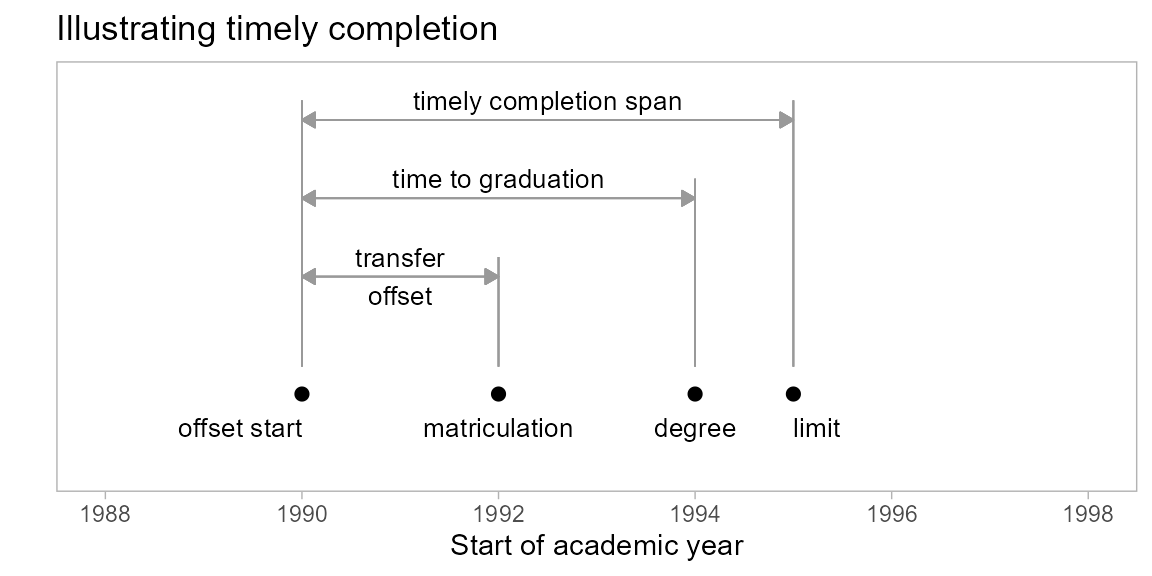 Illustrating timely completion
timely completion span
time to graduation
transfer
offset
offset start
matriculation
degree
limit
1988
1990
1992
1994
1996
1998
Start of academic year